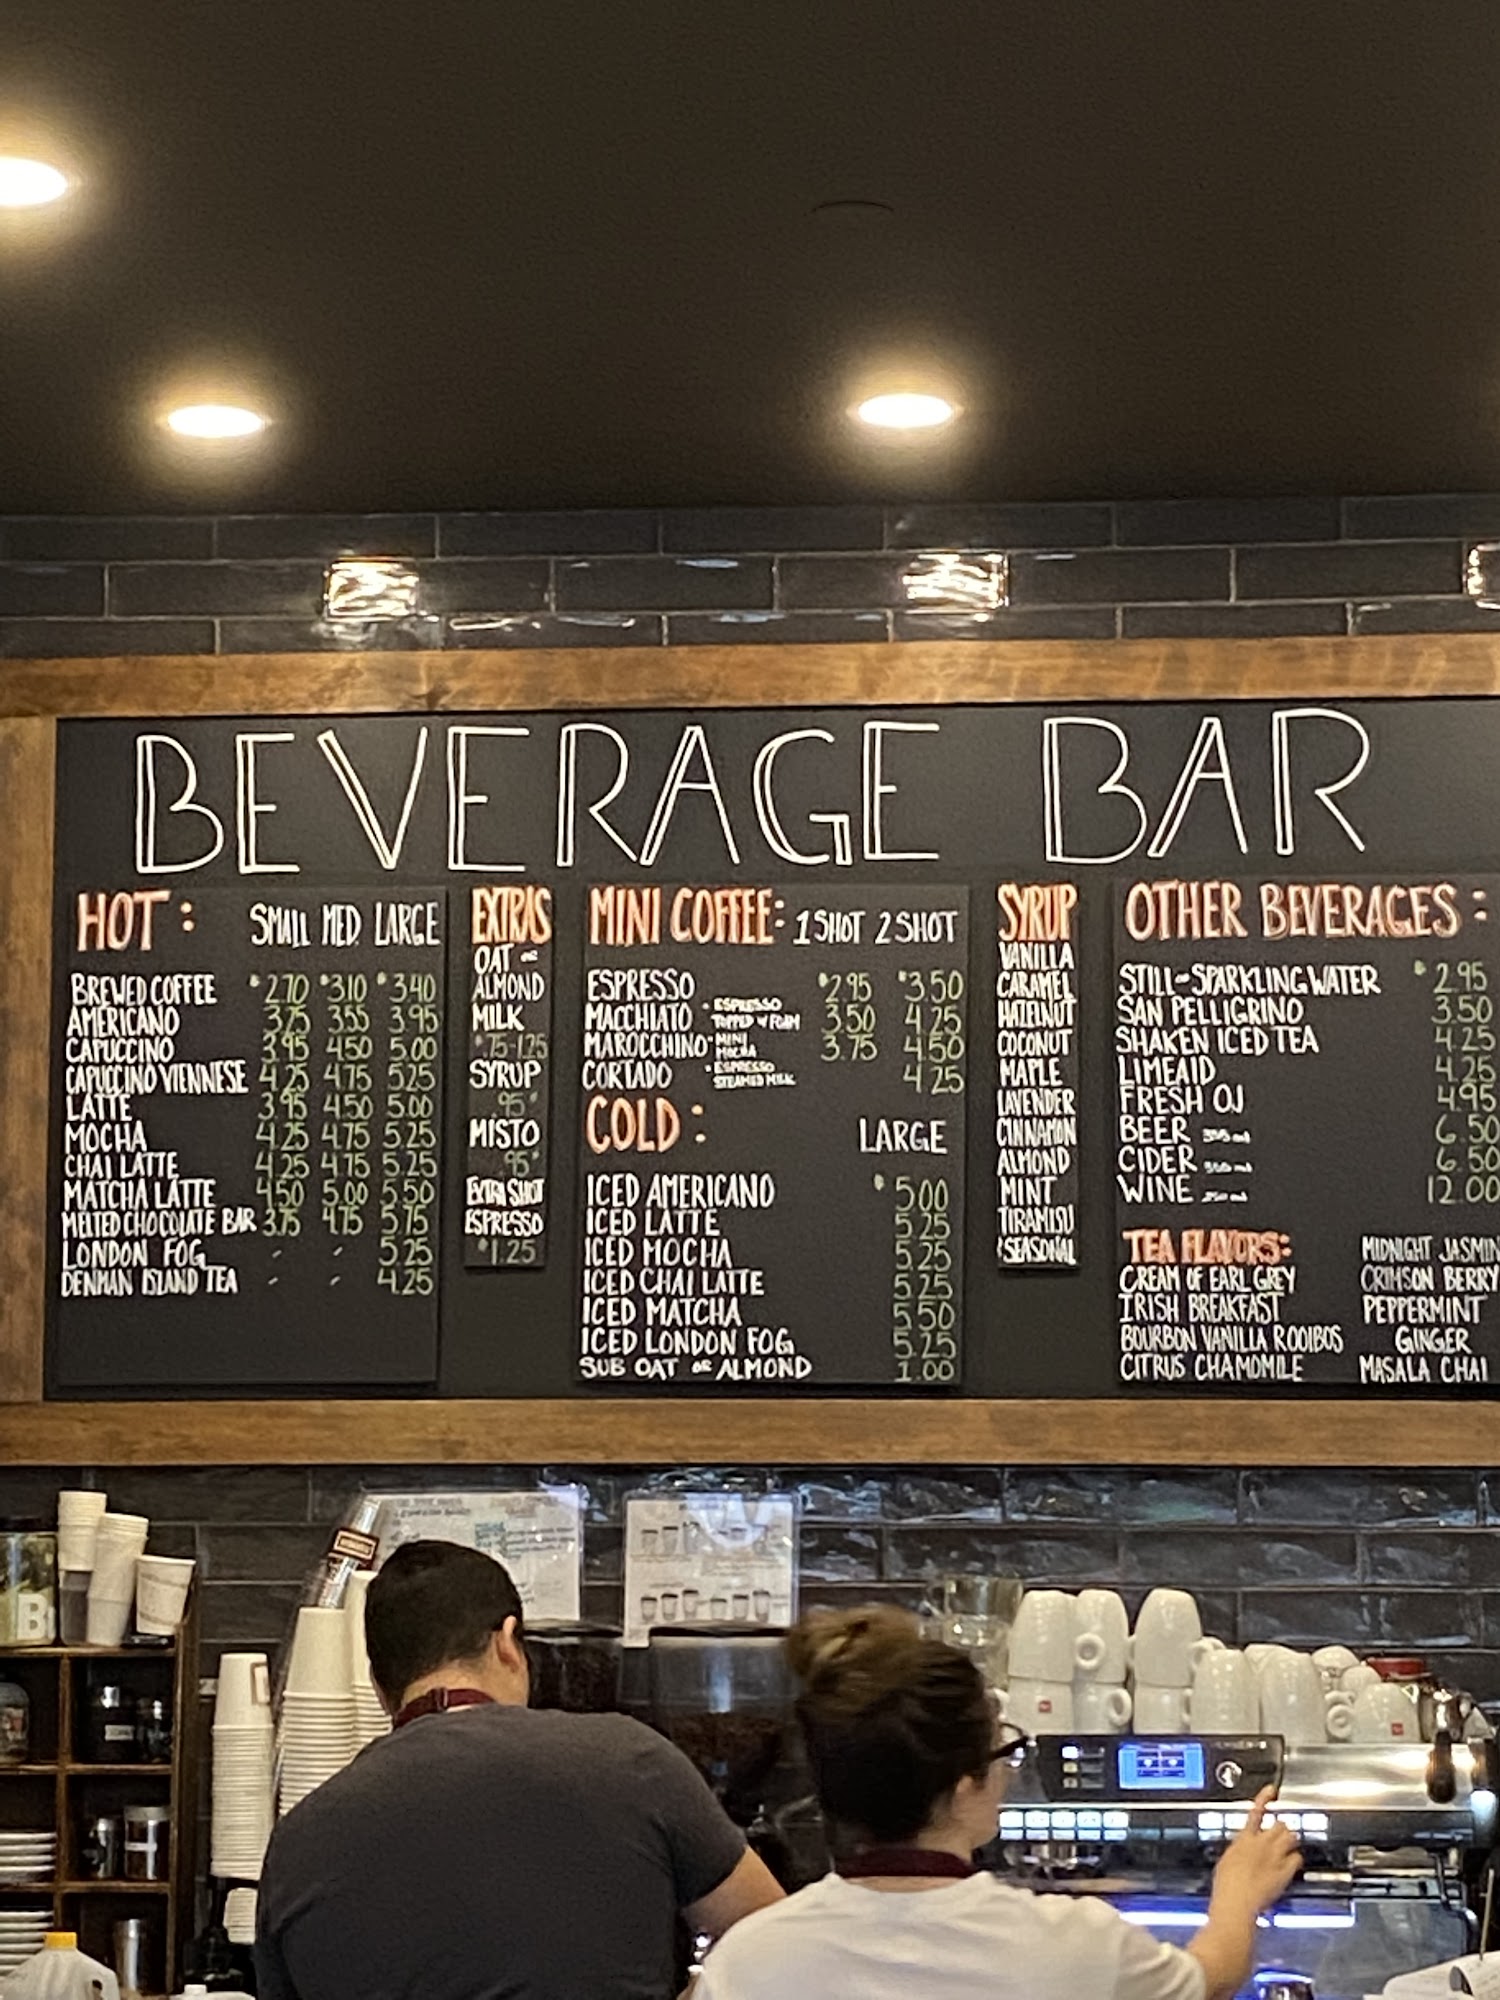 BEVERAGE BAR
HOT: SMALL MED. LARGE
BREWED COFFEE $2.70 $3.10 $3.40
AMERICANO 3.25 3.55 3.95
CAPUCCINO 3.95 4.50 5.00
CAPUCCINO VIENNESE 4.25 4.75 5.25
LATTE 3.95 4.50 5.00
MOCHA 4.25 4.75 5.25
CHAI LATTE 4.25 4.75 5.25
MATCHA LATTE 4.50 5.00 5.50
MELTED CHOCOLATE BAR 3.75 4.75 5.75
LONDON FOG - - 5.25
DENMAN ISLAND TEA - - 4.25
EXTRAS
OAT or
ALMOND
MILK
$.75-1.25
SYRUP
.95¢
MISTO
.95¢
EXTRA SHOT
ESPRESSO
$1.25
MINI COFFEE: 1 SHOT 2 SHOT
ESPRESSO $2.95 $3.50
MACCHIATO • ESPRESSO TOPPED W FOAM 3.50 4.25
MAROCCHINO • MINI MOCHA 3.75 4.50
CORTADO • ESPRESSO STEAMED MILK 4.25
COLD: LARGE
ICED AMERICANO $5.00
ICED LATTE 5.25
ICED MOCHA 5.25
ICED CHAI LATTE 5.25
ICED MATCHA 5.50
ICED LONDON FOG 5.25
SUB OAT OR ALMOND 1.00
SYRUP
VANILLA
CARAMEL
HAZELNUT
COCONUT
MAPLE
LAVENDER
CINNAMON
ALMOND
MINT
TIRAMISU
SEASONAL
OTHER BEVERAGES:
STILL-SPARKLING WATER $2.95
SAN PELLIGRINO 3.50
SHAKEN ICED TEA 4.25
LIMEAID 4.25
FRESH OJ 4.95
BEER 6.50
CIDER 6.50
WINE 12.00
TEA FLAVORS:
CREAM OF EARL GREY
IRISH BREAKFAST
BOURBON VANILLA ROOIBOS
CITRUS CHAMOMILE
MIDNIGHT JASMIN
CRIMSON BERRY
PEPPERMINT
GINGER
MASALA CHAI
B